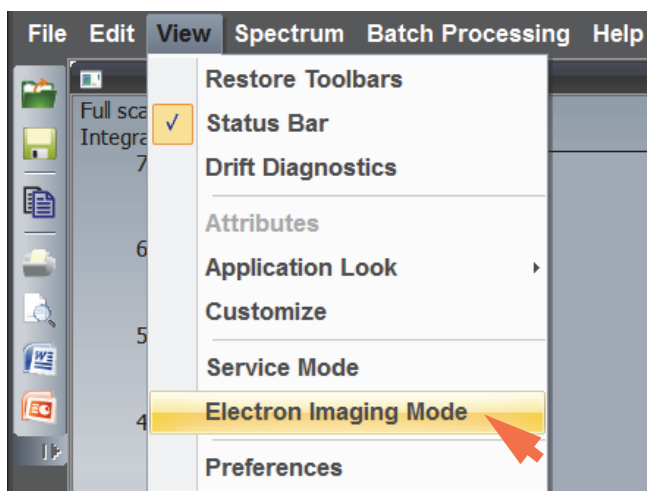 File Edit View Spectrum Batch Processing Help
Full sca
Integra
7
6
5
4
Restore Toolbars
Status Bar
Drift Diagnostics
Attributes
Application Look
Customize
Service Mode
Electron Imaging Mode
Preferences